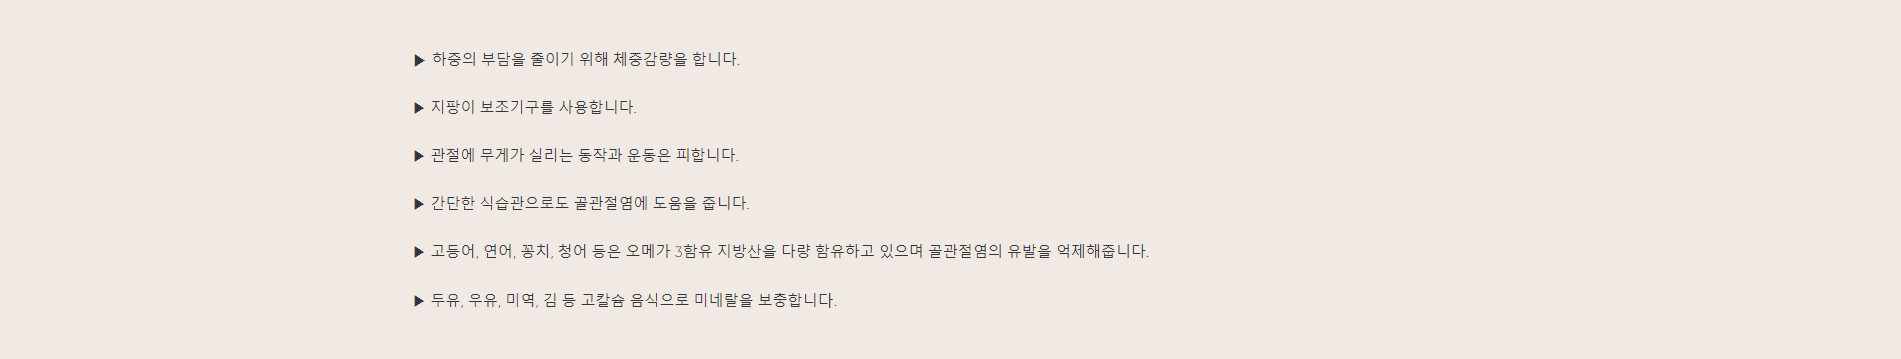 ▶ 하중의 부담을 줄이기 위해 체중감량을 합니다.
▶ 지팡이 보조기구를 사용합니다.
▶ 관절에 무게가 실리는 동작과 운동은 피합니다.
▶ 간단한 식습관으로도 골관절염에 도움을 줍니다.
▶ 고등어, 연어, 꽁치, 청어 등은 오메가 3함유 지방산을 다량 함유하고 있으며 골관절염의 유발을 억제해줍니다.
▶ 두유, 우유, 미역, 김 등 고칼슘 음식으로 미네랄을 보충합니다.